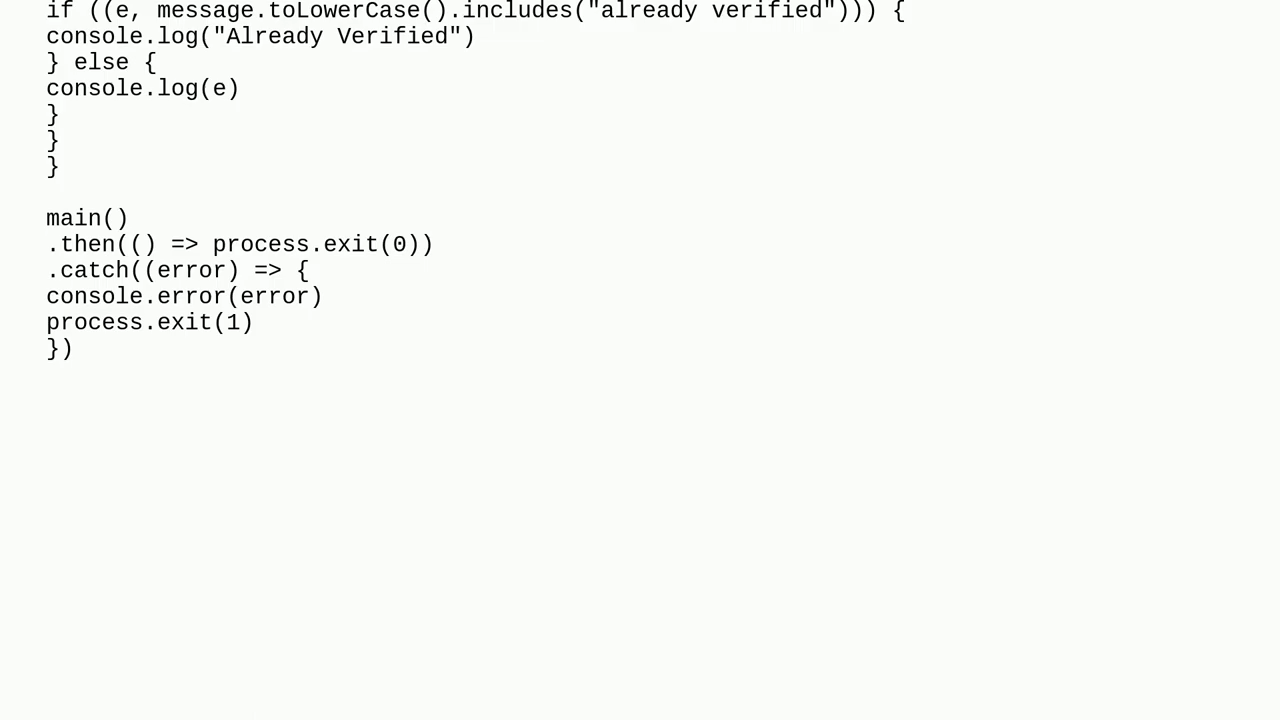 if ((e, message.toLowerCase().includes("already verified"))) {
console.log("Already Verified")
} else {
console.log(e)
}
}
}
main()
.then(() => process.exit(0))
.catch((error) => {
console.error(error)
process.exit(1)
})